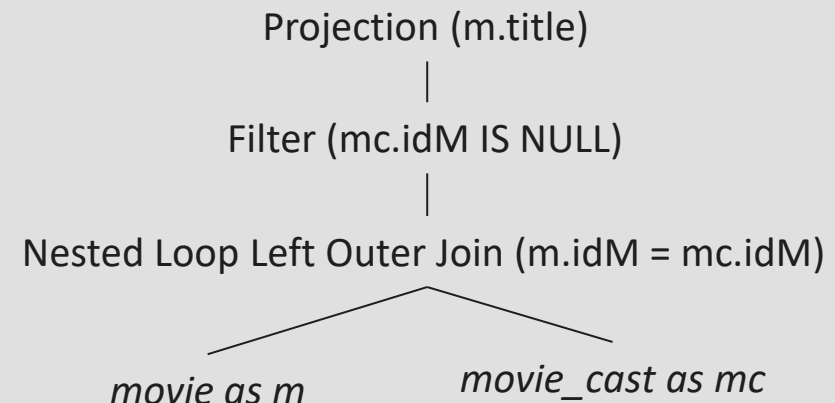 Projection (m.title)
Filter (mc.idM IS NULL)
Nested Loop Left Outer Join (m.idM = mc.idM)
movie as m
movie_cast as mc